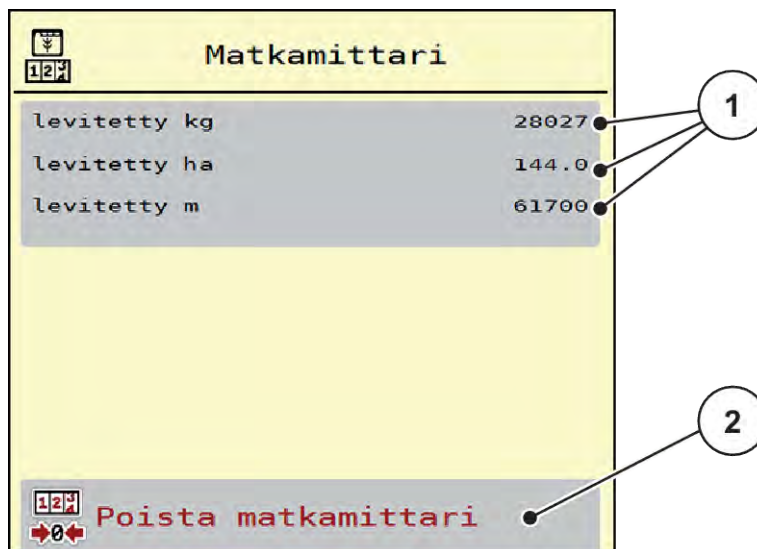 Matkamittari
levitetty kg 28027
levitetty ha 144.0
levitetty m 61700
1
2
Poista matkamittari